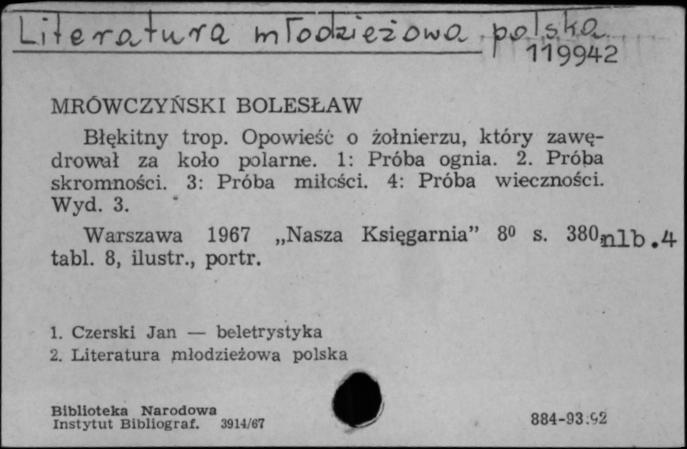 Literatura młodzieżowa polska
119942
MRÓWCZYŃSKI BOLESŁAW
Błękitny trop. Opowieść o żołnierzu, który zawę-
drował za koło polarne. 1: Próba ognia. 2. Próba
skromności. 3: Próba miłości. 4: Próba wieczności.
Wyd. 3.
Warszawa 1967 „Nasza Księgarnia” 8⁰ s. 380, nlb.4
tabl. 8, ilustr., portr.
1. Czerski Jan — beletrystyka
2. Literatura młodzieżowa polska
Biblioteka Narodowa
Instytut Bibliograf. 3914/67
884-93.92